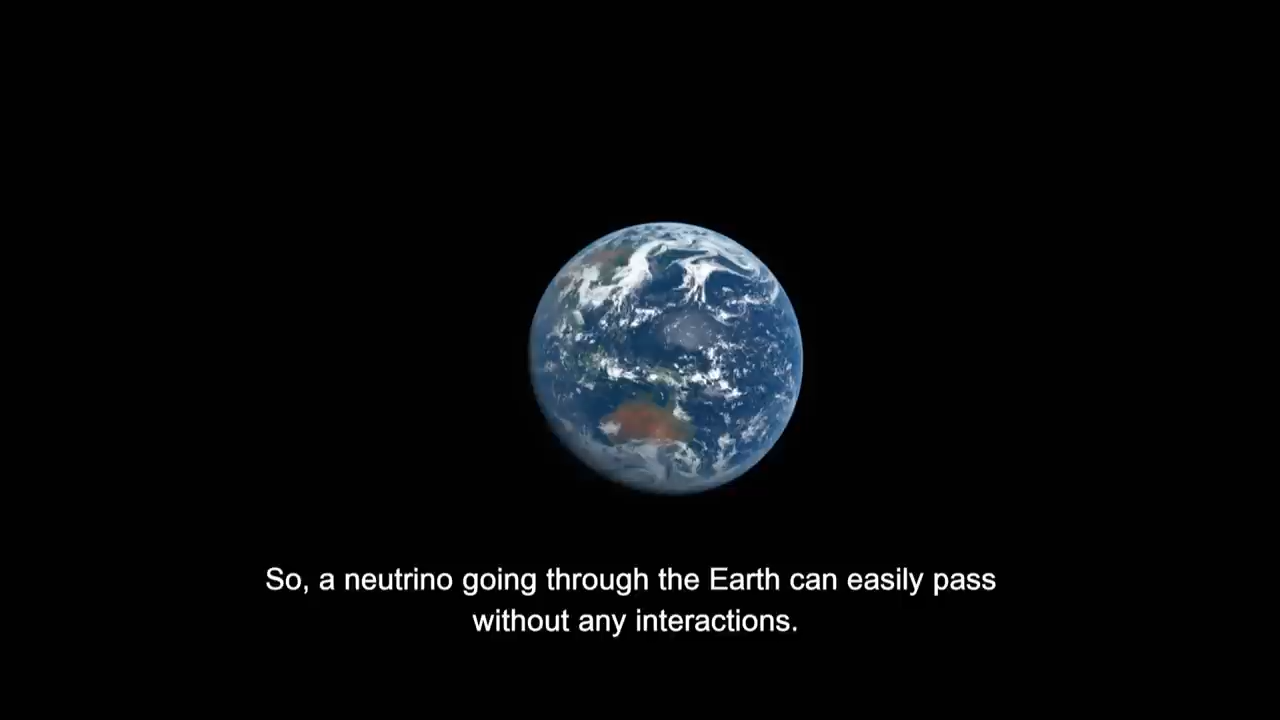 So, a neutrino going through the Earth can easily pass
without any interactions.